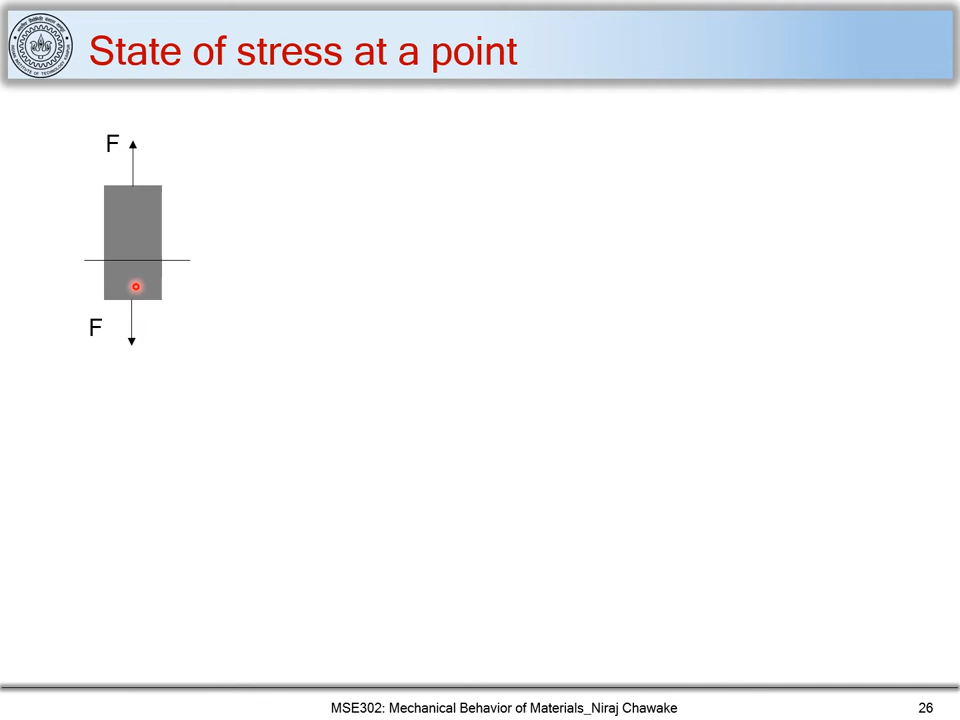 State of stress at a point
F
F
MSE302: Mechanical Behavior of Materials_Niraj Chawake
26